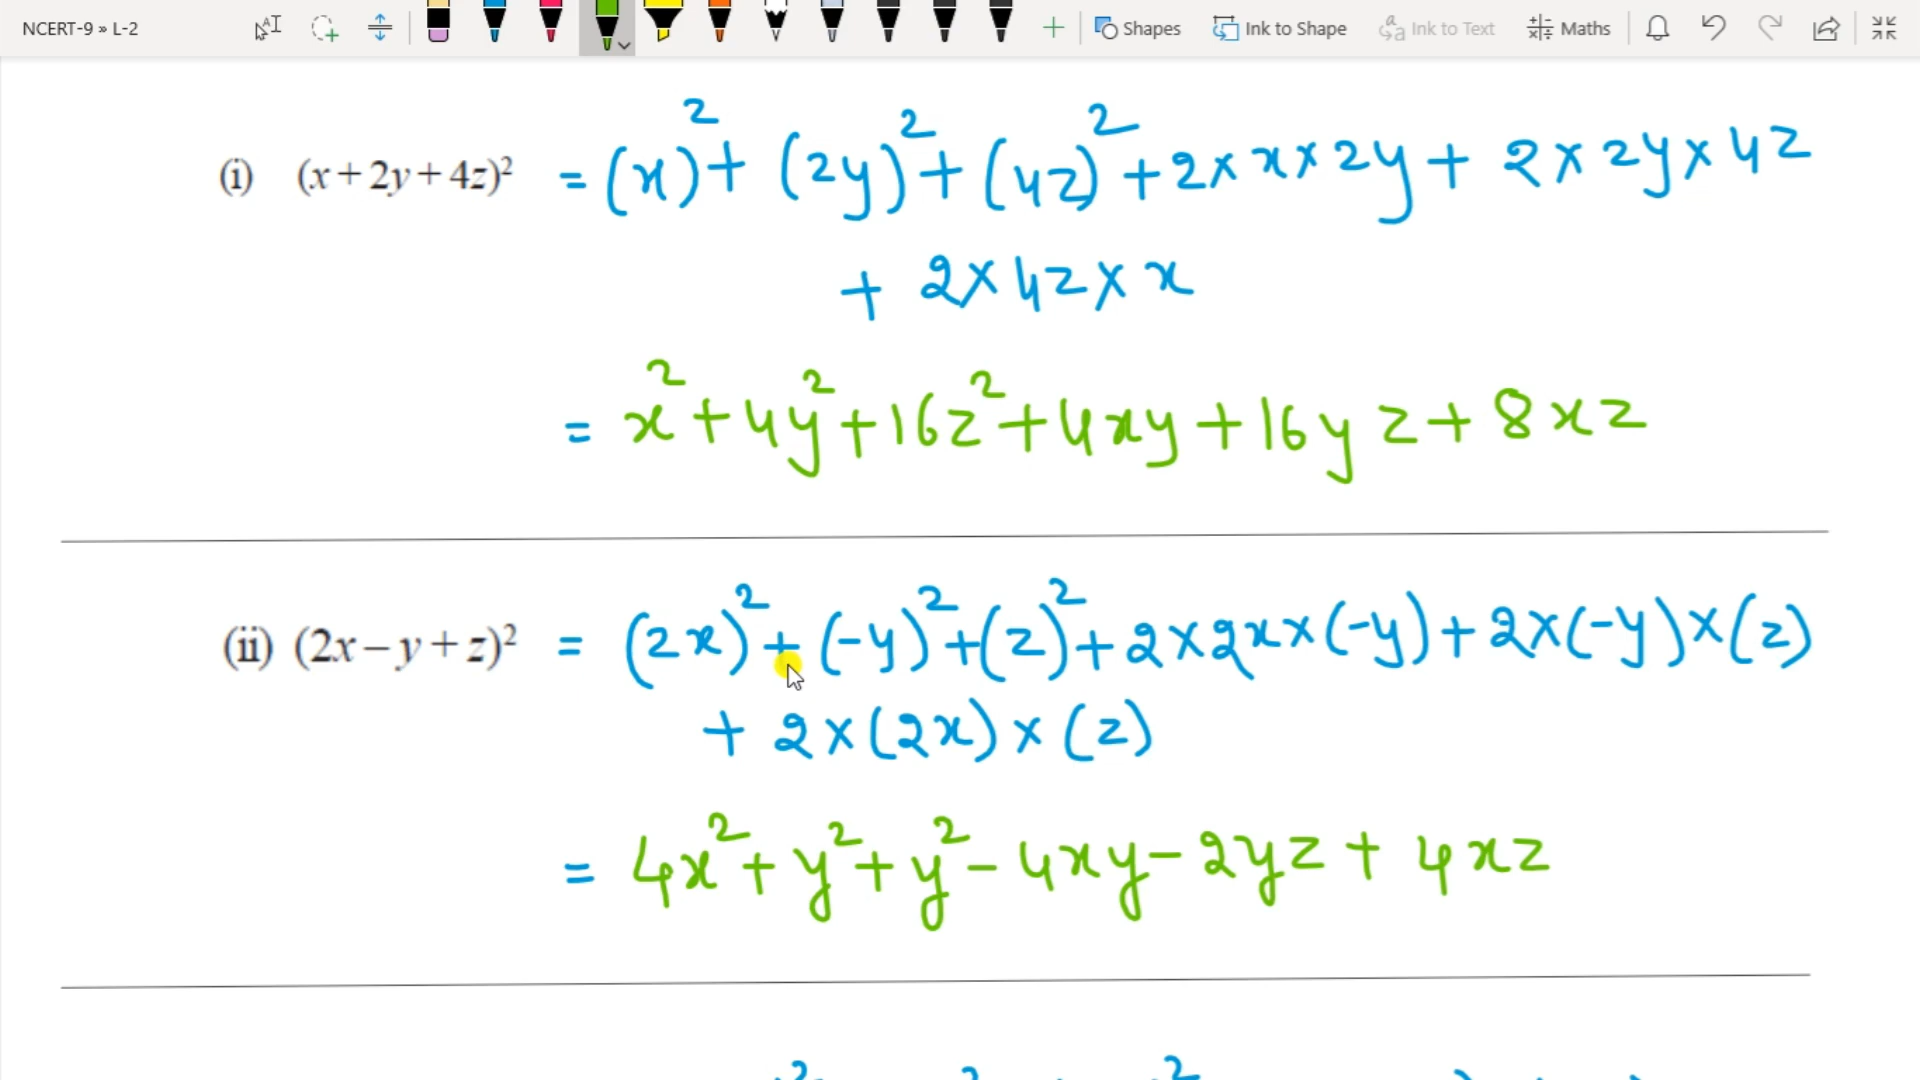 NCERT-9 » L-2 Shapes Ink to Shape Ink to Text Maths
(i) (x + 2y + 4z)² = (x)² + (2y)² + (4z)² + 2 × x × 2y + 2 × 2y × 4z
+ 2 × 4z × x
= x² + 4y² + 16z² + 4xy + 16yz + 8xz
(ii) (2x – y + z)² = (2x)² + (-y)² + (z)² + 2 × 2x × (-y) + 2 × (-y) × (z)
+ 2 × (2x) × (z)
= 4x² + y² + y² - 4xy - 2yz + 4xz